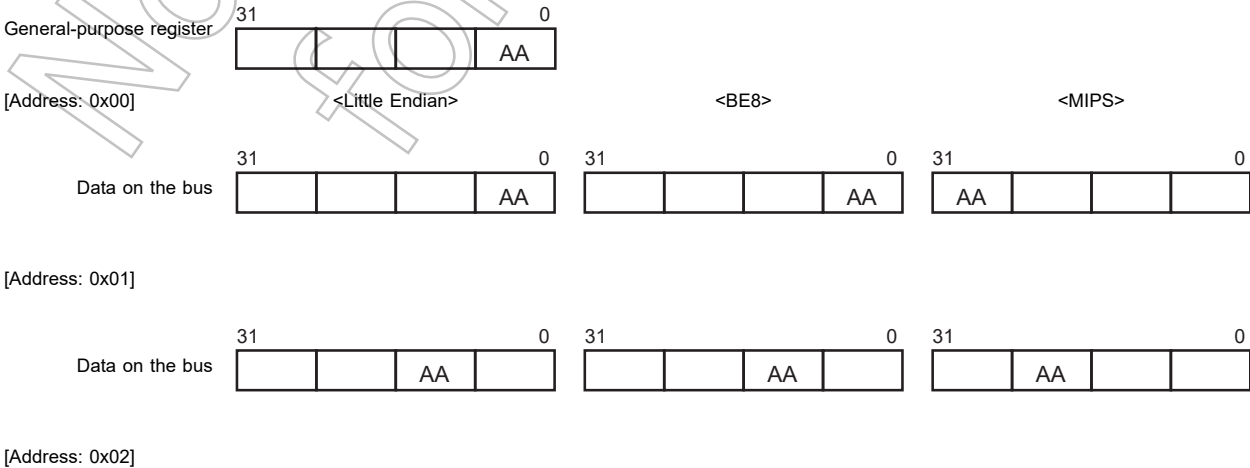 General-purpose register
31 0
AA
[Address: 0x00] <Little Endian> <BE8> <MIPS>
31 0 31 0 31 0
Data on the bus AA AA AA
[Address: 0x01]
31 0 31 0 31 0
Data on the bus AA AA AA
[Address: 0x02]